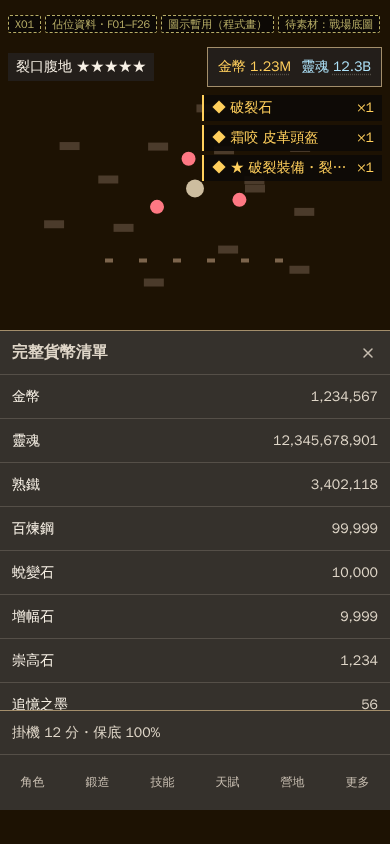 X01 佔位資料・F01–F26 圖示暫用（程式畫） 待素材：戰場底圖
裂口腹地 ★★★★★
金幣 1.23M 靈魂 12.3B
◆ 破裂石 ×1
◆ 霜咬 皮革頭盔 ×1
◆ ★ 破裂裝備・裂⋯ ×1
完整貨幣清單 ×
金幣 1,234,567
靈魂 12,345,678,901
熟鐵 3,402,118
百煉鋼 99,999
蛻變石 10,000
增幅石 9,999
崇高石 1,234
追憶之墨 56
掛機 12 分・保底 100%
角色 鍛造 技能 天賦 營地 更多